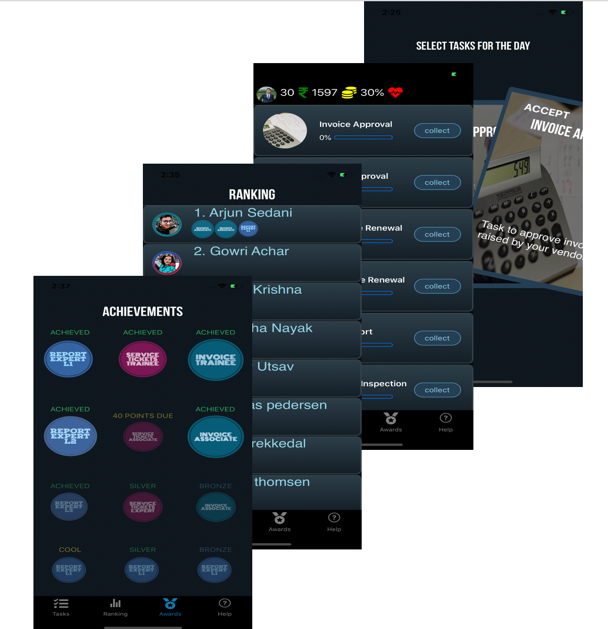 2:25
SELECT TASKS FOR THE DAY
ACCEPT
INVOICE A
Task to approve invo
raised by your vendo
30 1597 30%
Invoice Approval
0%
collect
proval
collect
e Renewal
collect
e Renewal
collect
ort
collect
Inspection
collect
Awards Help
2:35
RANKING
1. Arjun Sedani
2. Gowri Achar
Krishna
ha Nayak
Utsav
as pedersen
rekkedal
thomsen
Awards Help
2:37
ACHIEVEMENTS
ACHIEVED ACHIEVED ACHIEVED
REPORT EXPERT L1
SERVICE TICKETS TRAINEE
INVOICE TRAINEE
ACHIEVED 40 POINTS DUE ACHIEVED
REPORT EXPERT L2
SERVICE TICKETS ASSOCIATE
INVOICE ASSOCIATE
ACHIEVED SILVER BRONZE
SERVICE TICKETS EXPERT
INVOICE ASSOCIATE
COOL SILVER BRONZE
REPORT EXPERT L1
REPORT EXPERT L1
REPORT EXPERT L1
Tasks Ranking Awards Help